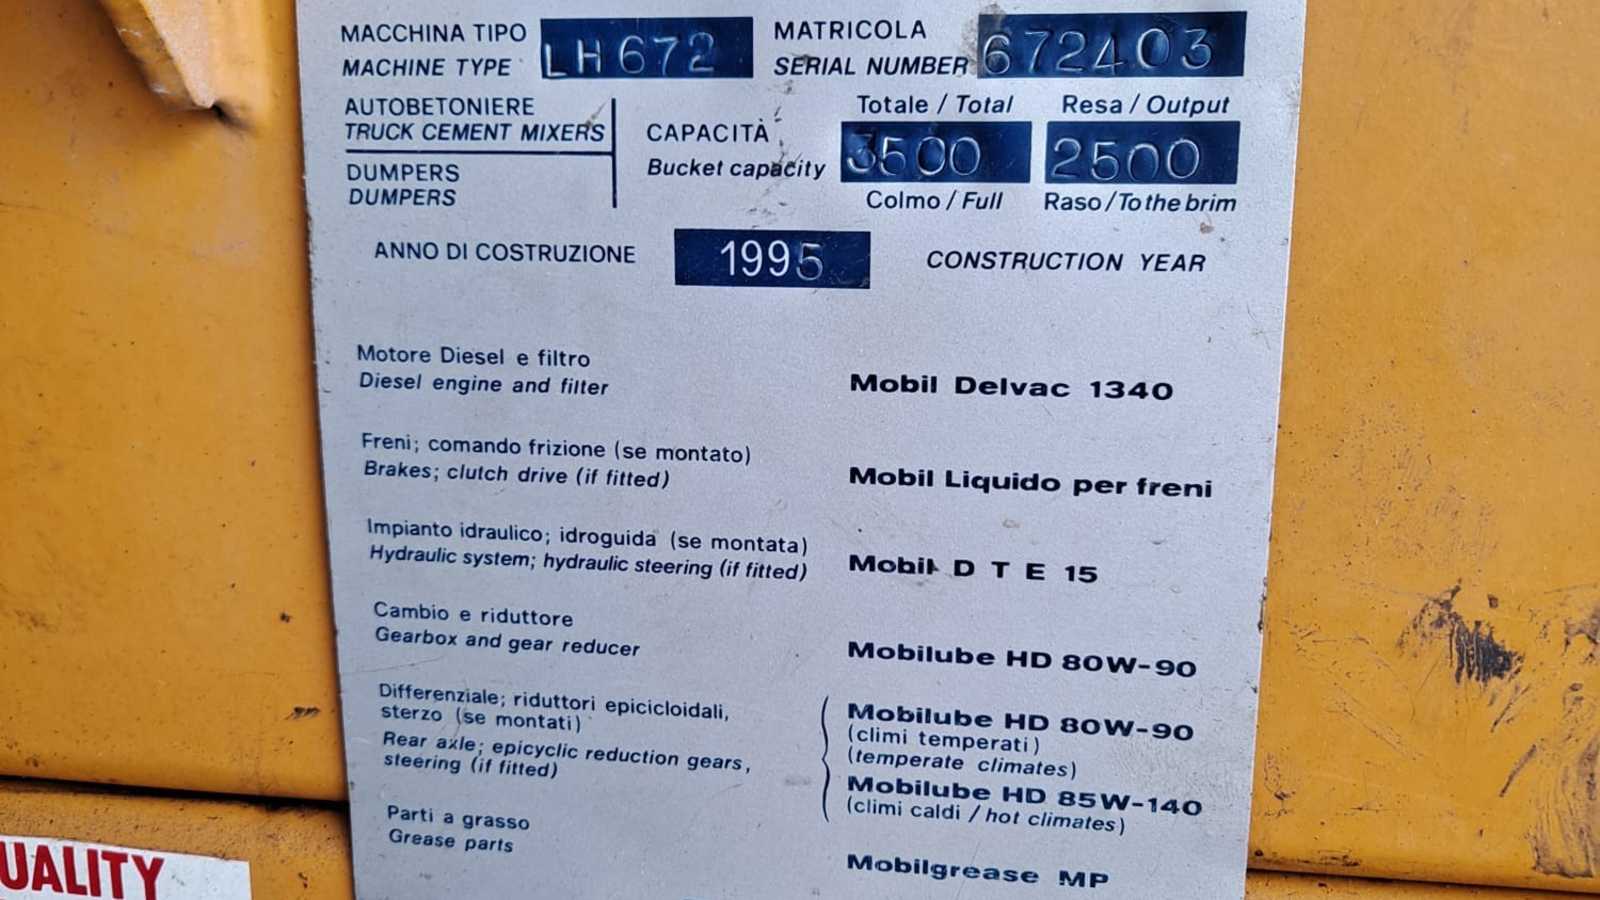 MACCHINA TIPO LH672 MATRICOLA 672403
MACHINE TYPE SERIAL NUMBER
AUTOBETONIERE Totale / Total Resa / Output
TRUCK CEMENT MIXERS CAPACITÀ 3500 2500
DUMPERS Bucket capacity
DUMPERS Colmo / Full Raso / To the brim
ANNO DI COSTRUZIONE 1995 CONSTRUCTION YEAR
Motore Diesel e filtro
Diesel engine and filter Mobil Delvac 1340
Freni; comando frizione (se montato)
Brakes; clutch drive (if fitted) Mobil Liquido per freni
Impianto idraulico; idroguida (se montata)
Hydraulic system; hydraulic steering (if fitted) Mobil D T E 15
Cambio e riduttore
Gearbox and gear reducer Mobilube HD 80W-90
Differenziale; riduttori epicicloidali,
sterzo (se montati)
Rear axle; epicyclic reduction gears,
steering (if fitted)
Mobilube HD 80W-90
(climi temperati)
(temperate climates)
Mobilube HD 85W-140
(climi caldi / hot climates)
Parti a grasso
Grease parts Mobilgrease MP
UALITY